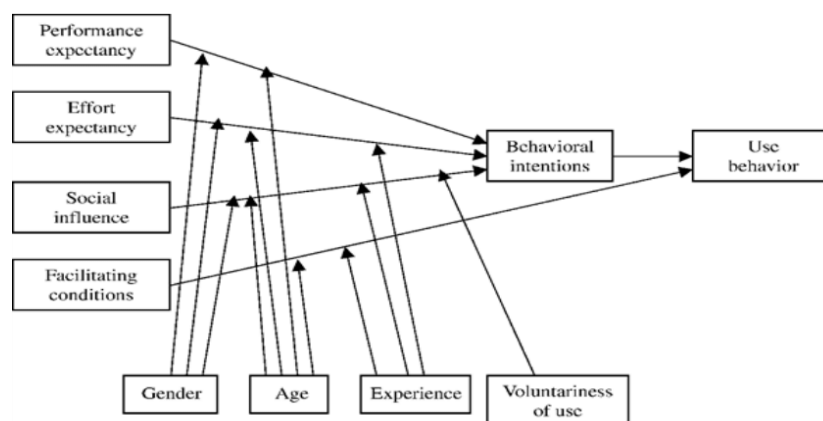 Performance
expectancy
Effort
expectancy
Social
influence
Facilitating
conditions
Behavioral
intentions
Use
behavior
Gender
Age
Experience
Voluntariness
of use